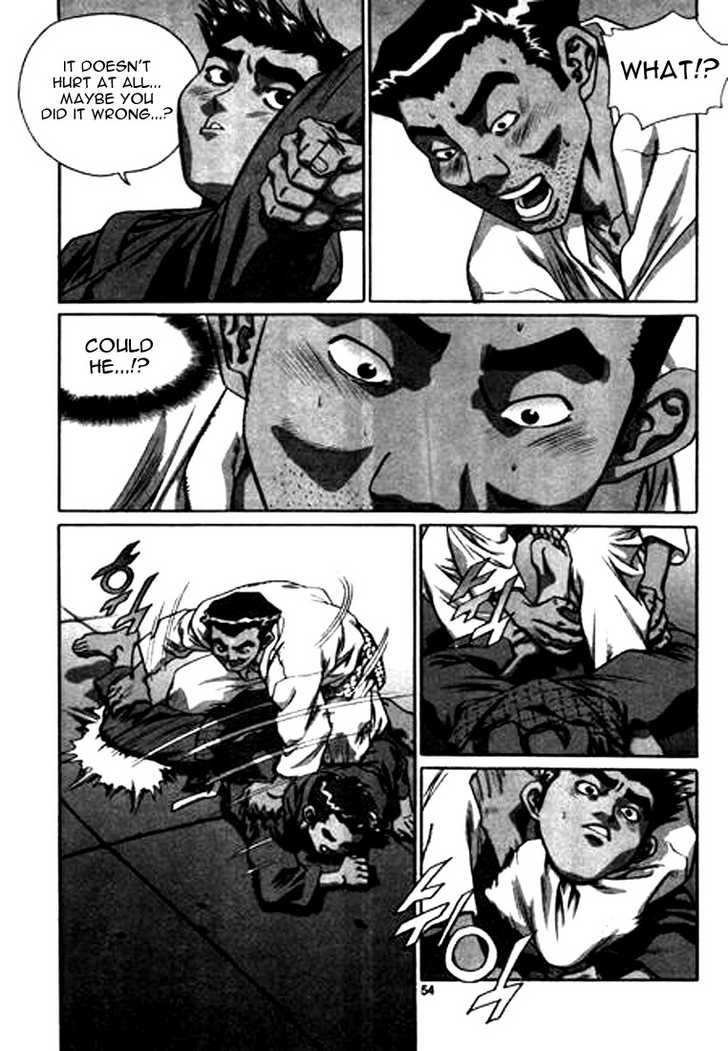 IT DOESN'T
HURT AT ALL...
MAYBE YOU
DID IT WRONG...?
WHAT!?
COULD
HE...!?
54